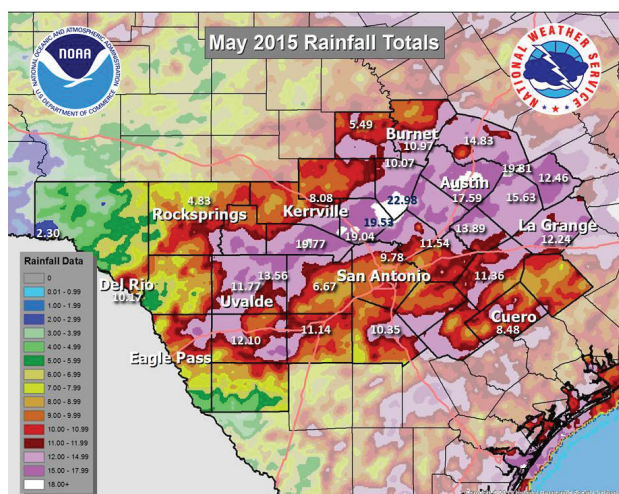 NATIONAL OCEANIC AND ATMOSPHERIC ADMINISTRATION
NOAA
U.S. DEPARTMENT OF COMMERCE
May 2015 Rainfall Totals
NATIONAL WEATHER SERVICE
5.49
Burnet
10.97
14.83
10.07
12.46
Austin
4.83
8.08
22.98
17.59
15.63
Rocksprings
Kerrville
19.53
La Grange
2.30
19.04
13.89
12.24
19.77
11.54
9.78
Rainfall Data
0
0.01 - 0.99
1.00 - 1.99
2.00 - 2.99
3.00 - 3.99
4.00 - 4.99
5.00 - 5.99
6.00 - 6.99
7.00 - 7.99
8.00 - 8.99
9.00 - 9.99
10.00 - 10.99
11.00 - 11.99
12.00 - 14.99
15.00 - 17.99
18.00+
13.56
San Antonio
11.36
Del Rio
10.17
11.77
6.67
Uvalde
Cuero
8.48
11.14
10.35
12.10
Eagle Pass